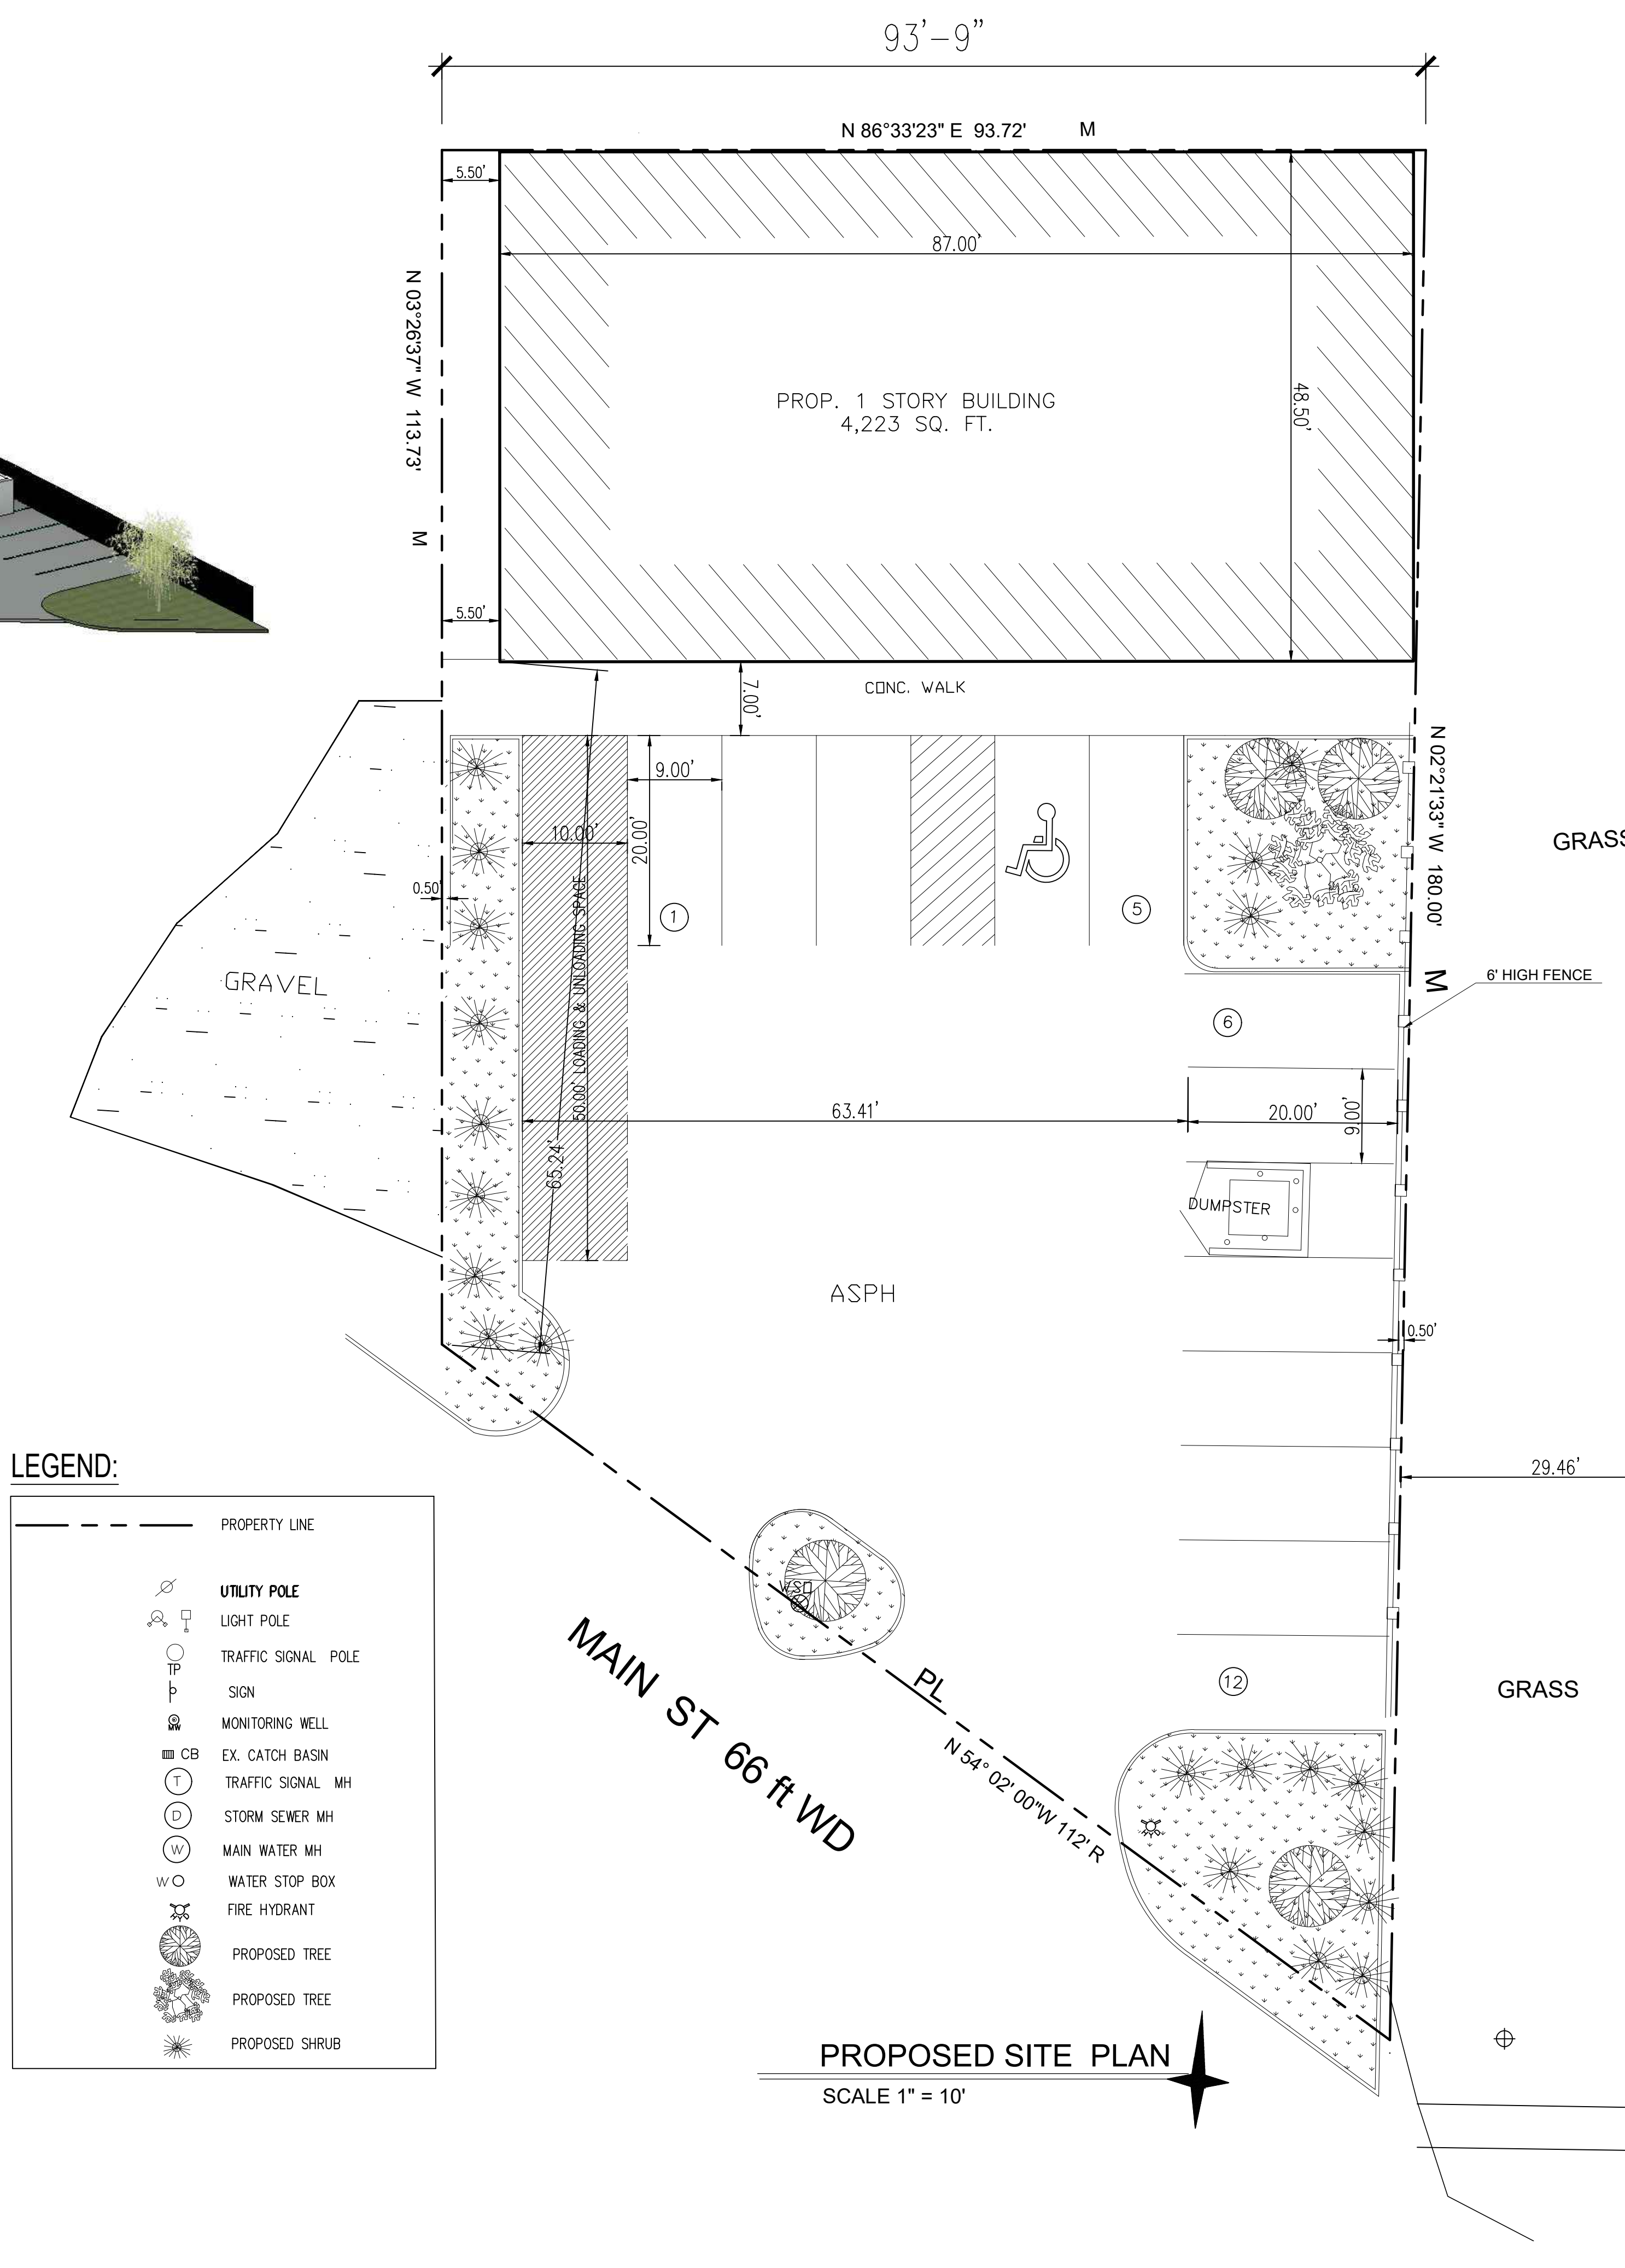 93'-9"
N 86°33'23" E 93.72' M
5.50'
87.00'
N 03°26'37" W 113.73' M
48.50'
PROP. 1 STORY BUILDING
4,223 SQ. FT.
5.50'
7.00'
CONC. WALK
N 02°21'33" W 180.00' M
9.00'
10.00'
20.00'
GRASS
0.50'
50.00' LOADING & UNLOADING SPACE
1
5
6' HIGH FENCE
GRAVEL
6
63.41'
20.00'
9.00'
65.24'
DUMPSTER
ASPH
0.50'
29.46'
LEGEND:
PROPERTY LINE
UTILITY POLE
LIGHT POLE
TP TRAFFIC SIGNAL POLE
SIGN
MW MONITORING WELL
CB EX. CATCH BASIN
T TRAFFIC SIGNAL MH
D STORM SEWER MH
W MAIN WATER MH
W WATER STOP BOX
FIRE HYDRANT
PROPOSED TREE
PROPOSED TREE
PROPOSED SHRUB
WSO
MAIN ST 66 ft WD
PL
N 54° 02' 00"W 112' R
12
GRASS
PROPOSED SITE PLAN
SCALE 1" = 10'